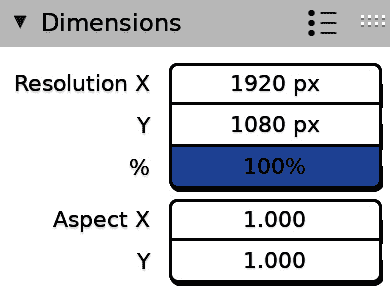 Dimensions
Resolution X 1920 px
Y 1080 px
% 100%
Aspect X 1.000
Y 1.000